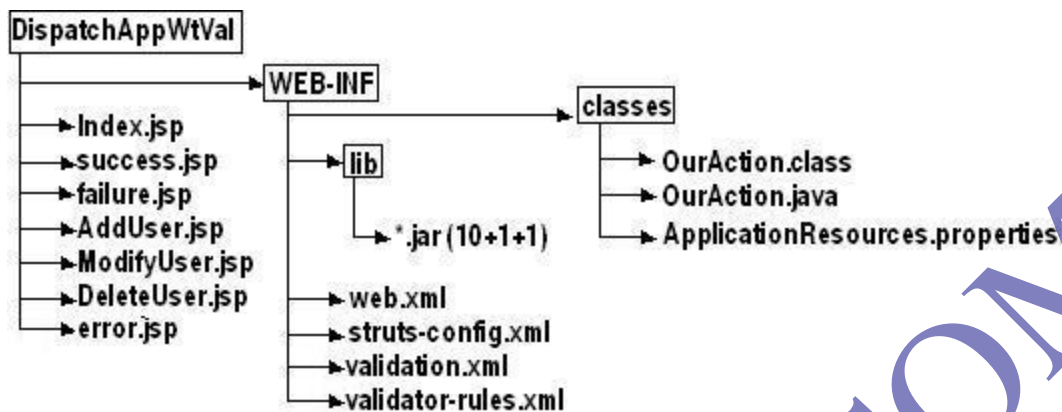 DispatchAppWtVal
WEB-INF
classes
Index.jsp
success.jsp
failure.jsp
AddUser.jsp
ModifyUser.jsp
DeleteUser.jsp
error.jsp
lib
*.jar (10+1+1)
web.xml
struts-config.xml
validation.xml
validator-rules.xml
OurAction.class
OurAction.java
ApplicationResources.properties